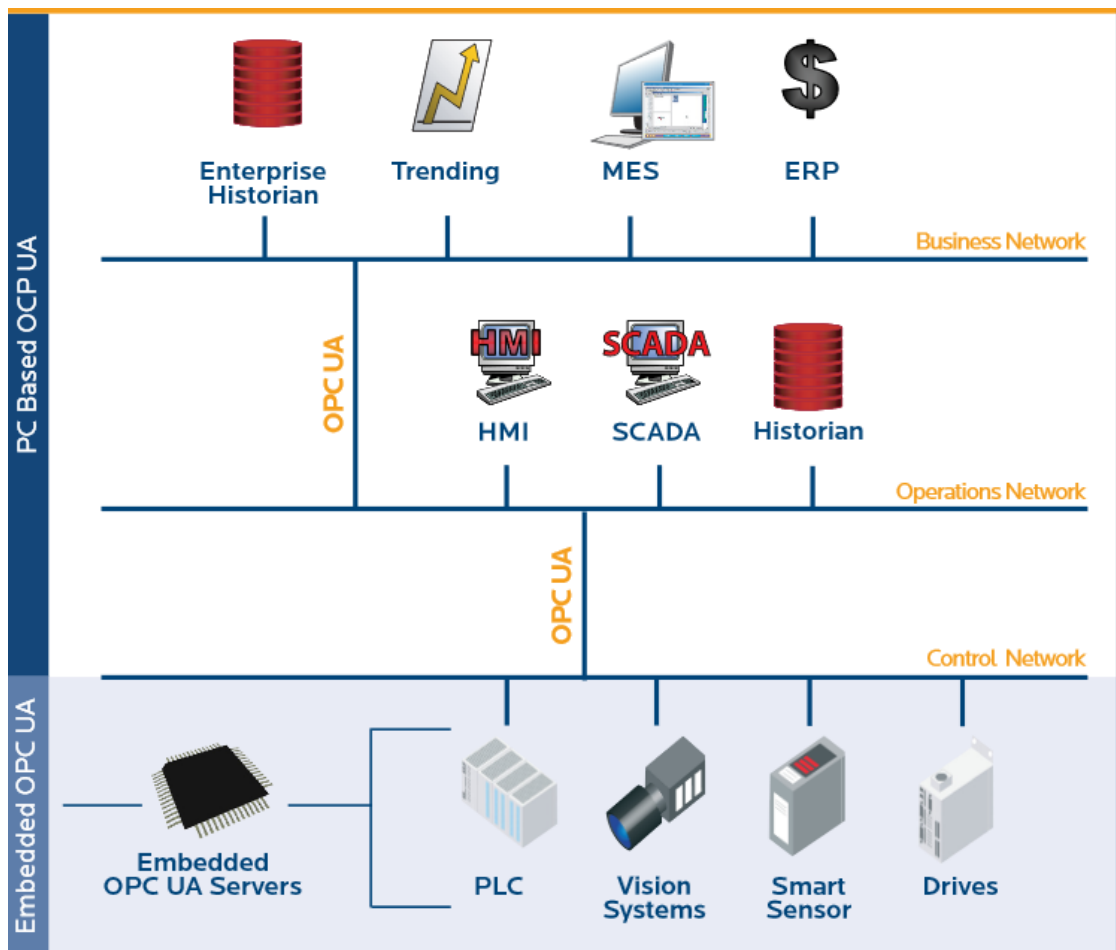 PC Based OCP UA
Enterprise
Historian
Trending
MES
ERP
Business Network
OPC UA
HMI
SCADA
HMI
SCADA
Historian
Operations Network
OPC UA
Control Network
Embedded OPC UA
Embedded
OPC UA Servers
PLC
Vision
Systems
Smart
Sensor
Drives